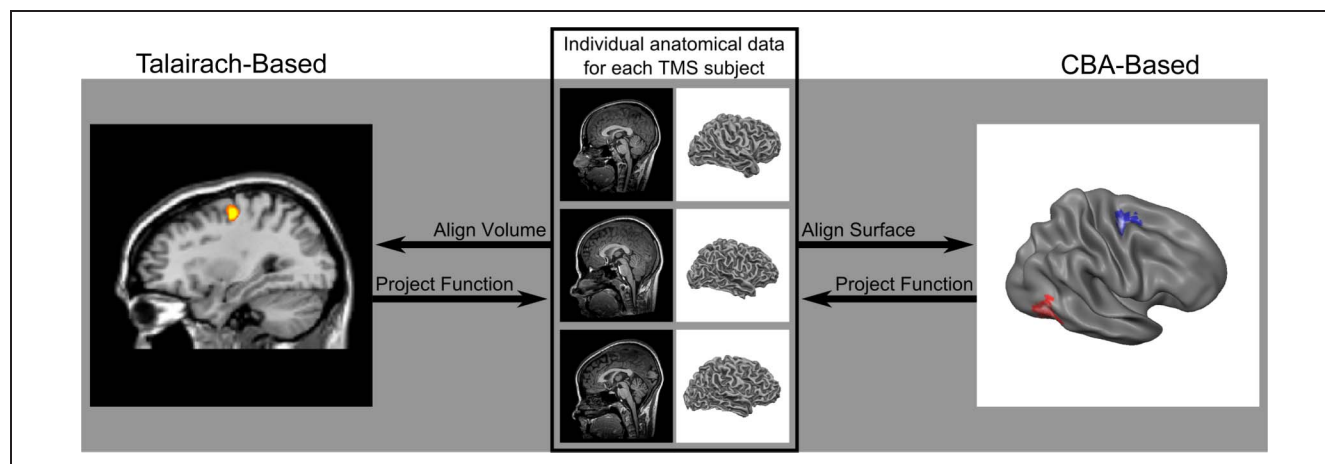 Talairach-Based
Individual anatomical data
for each TMS subject
CBA-Based
Align Volume
Project Function
Align Surface
Project Function